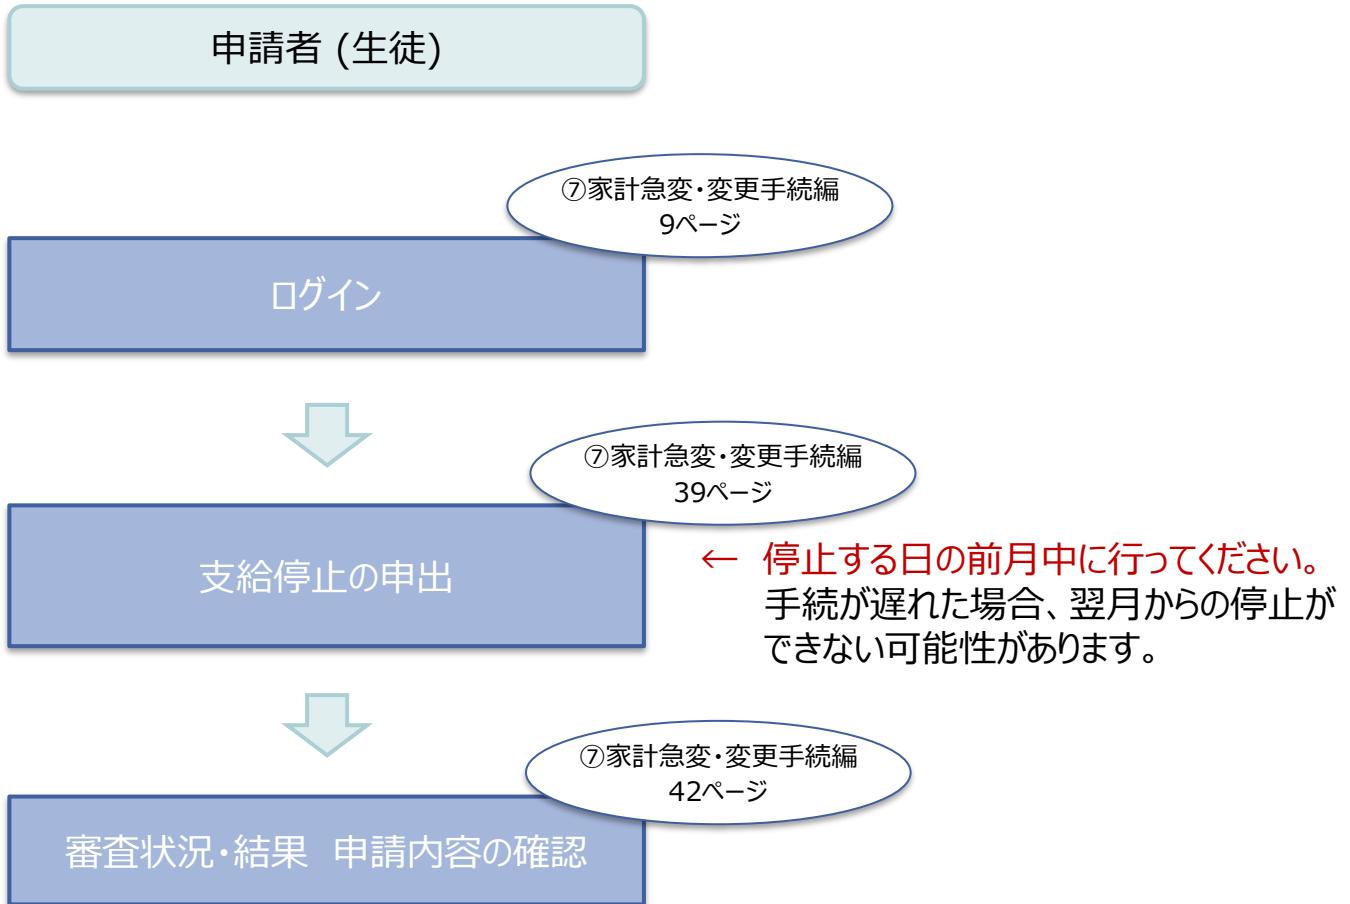 申請者 (生徒)
⑦家計急変・変更手続編
9ページ
ログイン
⑦家計急変・変更手続編
39ページ
支給停止の申出
← 停止する日の前月中に行ってください。
手続が遅れた場合、翌月からの停止が
できない可能性があります。
⑦家計急変・変更手続編
42ページ
審査状況・結果　申請内容の確認